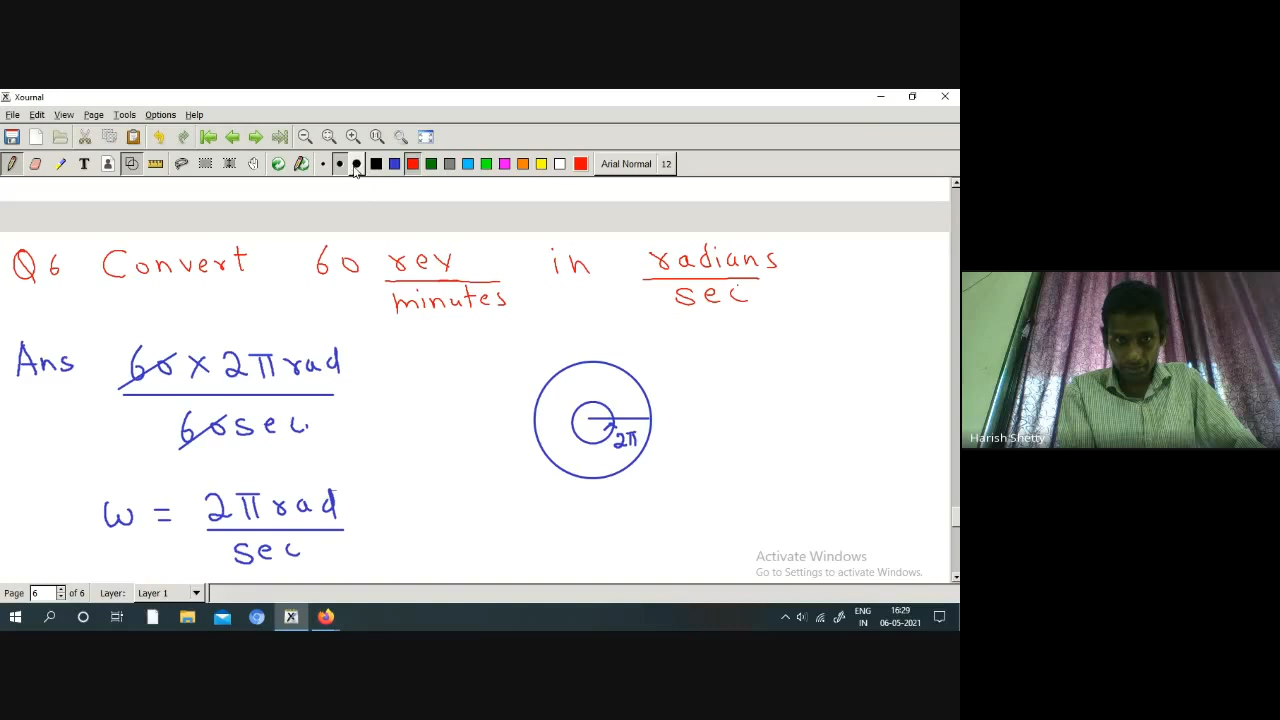 Xournal
File Edit View Page Tools Options Help
T Arial Normal 12
Q6 Convert 60 rev/minutes in radians/sec
Ans 60 × 2π rad
60 sec.
2π
ω = 2π rad
sec
Harish Shetty
Activate Windows
Go to Settings to activate Windows.
Page 6 of 6 Layer: Layer 1
ENG 16:29
IN 06-05-2021